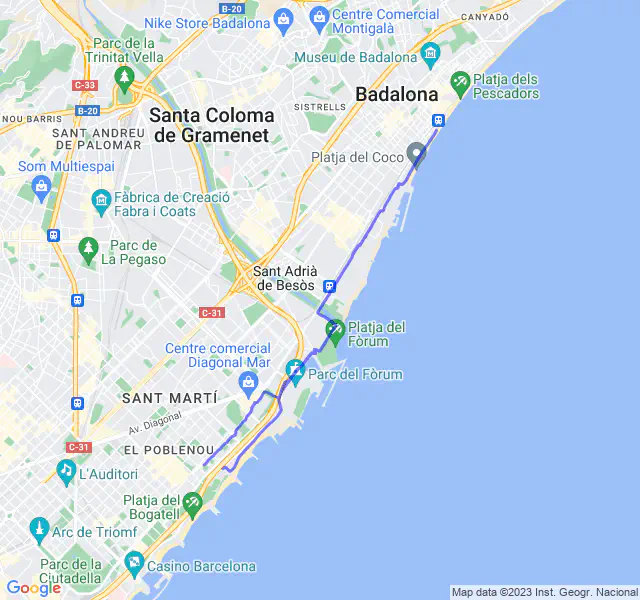 CANYADÓ
B-20
Nike Store Badalona
Centre Comercial
Montigalà
Parc de la
Trinitat Vella
Museu de Badalona
C-33
Platja dels
Pescadors
Badalona
SISTRELLS
B-20
NOU BARRIS
Santa Coloma
de Gramenet
SANT ANDREU
DE PALOMAR
Platja del Coco
Som Multiespai
Fàbrica de Creació
Fabra i Coats
Parc de
La Pegaso
Sant Adrià
de Besòs
C-31
Platja del
Fòrum
Centre comercial
Diagonal Mar
Parc del Fòrum
SANT MARTÍ
Av. Diagonal
C-31
EL POBLENOU
L'Auditori
Platja del
Bogatell
Arc de Triomf
Parc de la
Ciutadella
Casino Barcelona
Google
Map data ©2023 Inst. Geogr. Nacional